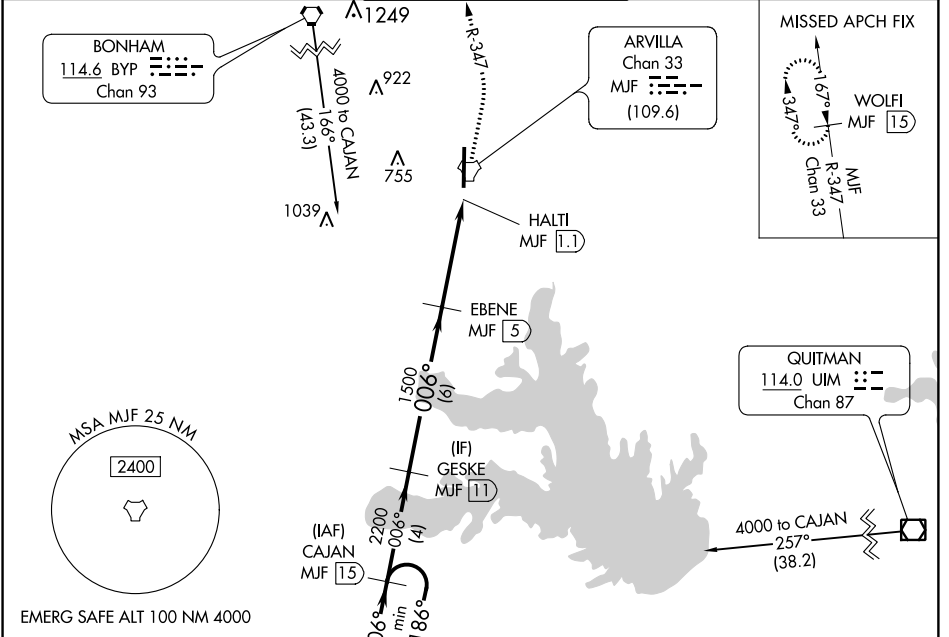 BONHAM
114.6 BYP
Chan 93
1249
4000 to CAJAN
166°
(43.3)
922
755
1039
R-347
ARVILLA
Chan 33
MJF
(109.6)
MISSED APCH FIX
167°
347°
WOLFI
MJF 15
MJF
R-347
Chan 33
HALTI
MJF 1.1
EBENE
MJF 5
1500
006°
(6)
(IF)
GESKE
MJF 11
2200
006°
(4)
(IAF)
CAJAN
MJF 15
min
186°
QUITMAN
114.0 UIM
Chan 87
4000 to CAJAN
257°
(38.2)
MSA MJF 25 NM
2400
EMERG SAFE ALT 100 NM 4000